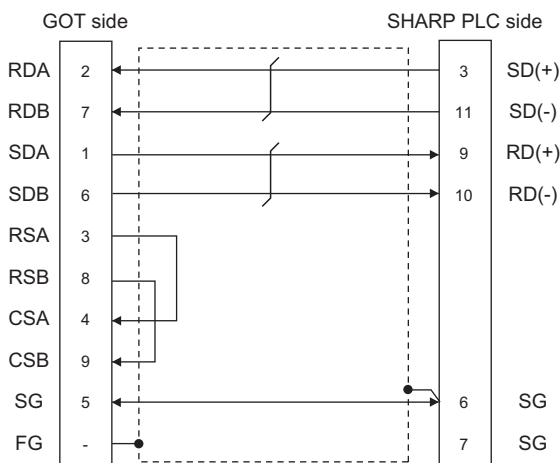 GOT side SHARP PLC side
RDA 2 3 SD(+)
RDB 7 11 SD(-)
SDA 1 9 RD(+)
SDB 6 10 RD(-)
RSA 3
RSB 8
CSA 4
CSB 9
SG 5 6 SG
FG - 7 SG